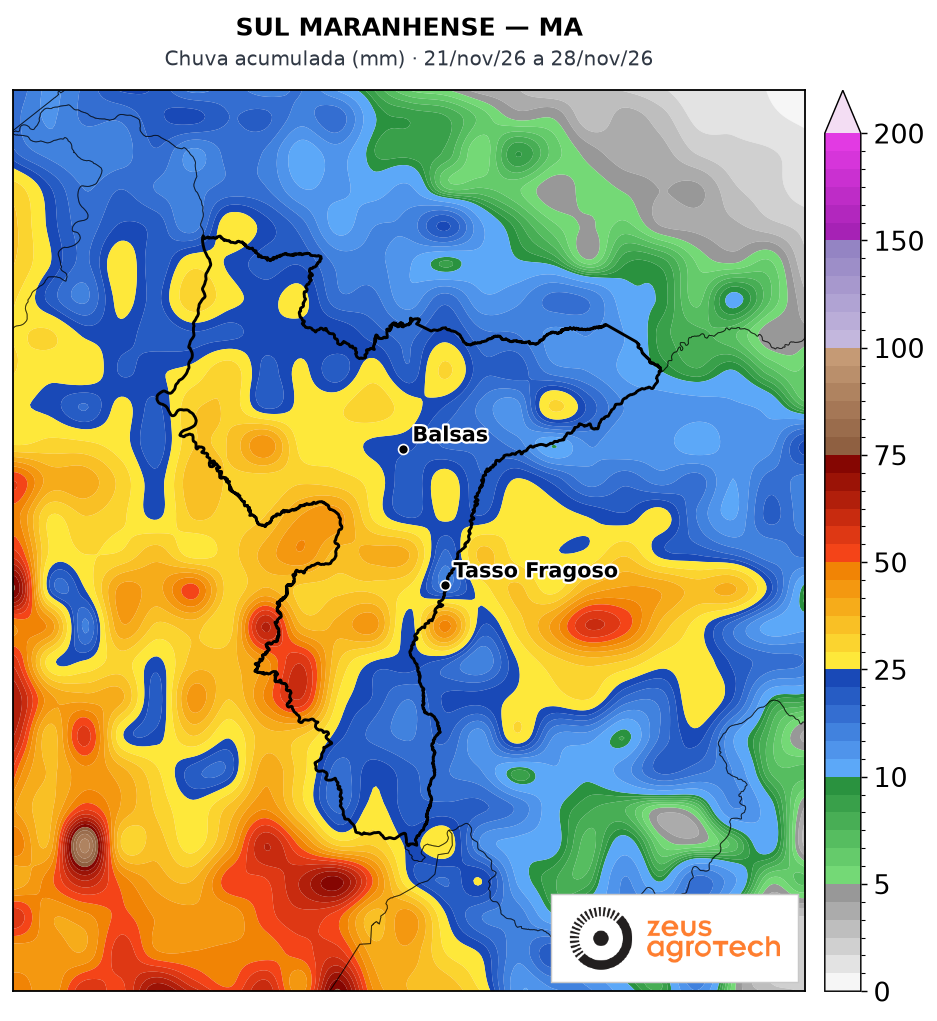 SUL MARANHENSE — MA
Chuva acumulada (mm) · 21/nov/26 a 28/nov/26
200
150
100
75
50
25
10
5
0
Balsas
Tasso Fragoso
zeus
agrotech